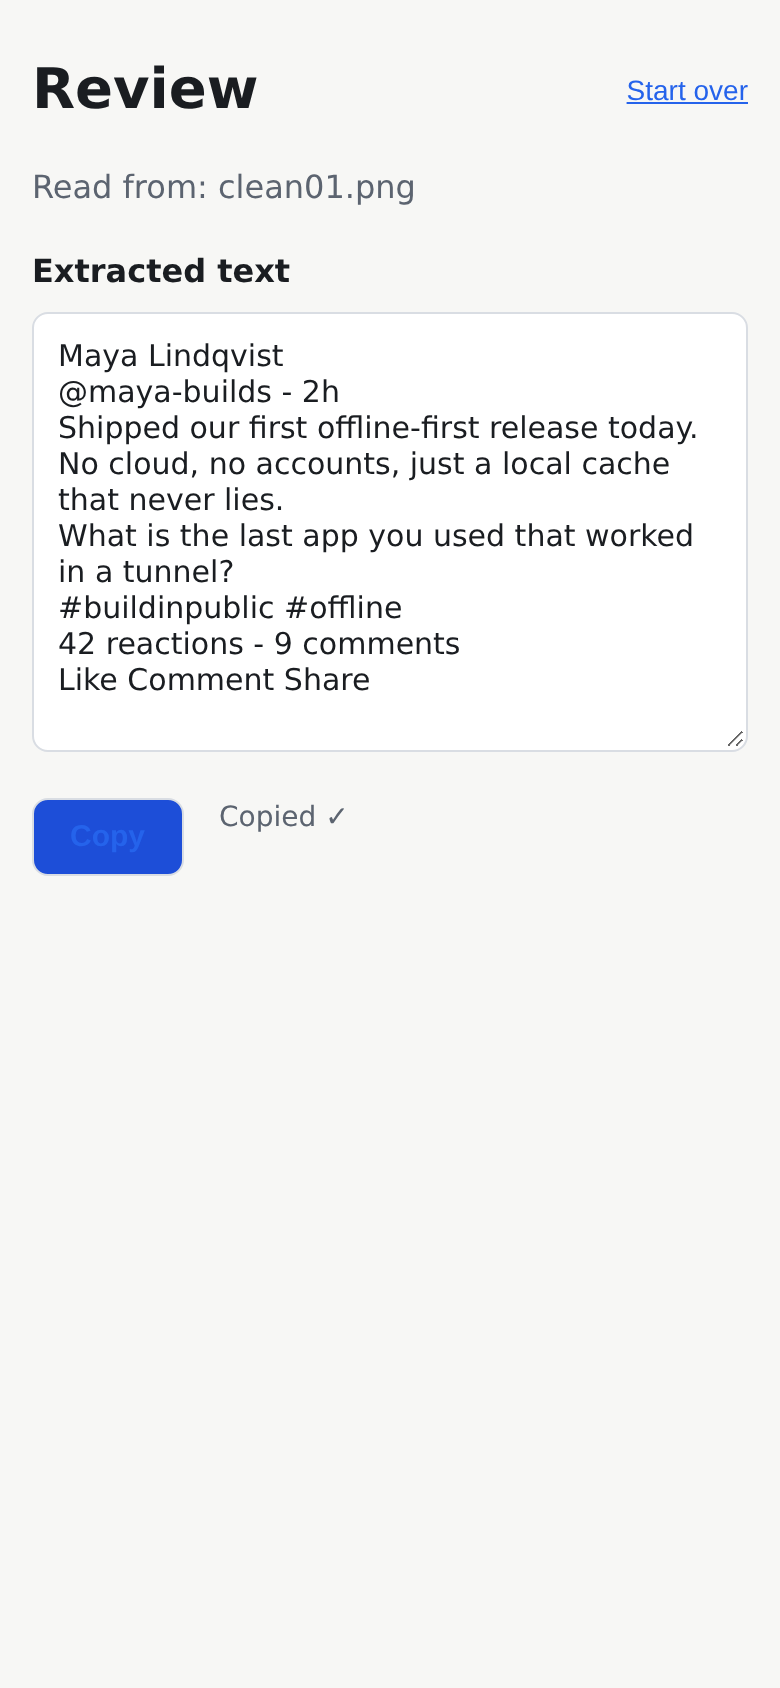 Review
Start over
Read from: clean01.png
Extracted text
Maya Lindqvist
@maya-builds - 2h
Shipped our first offline-first release today.
No cloud, no accounts, just a local cache
that never lies.
What is the last app you used that worked
in a tunnel?
#buildinpublic #offline
42 reactions - 9 comments
Like Comment Share
Copy
Copied ✓